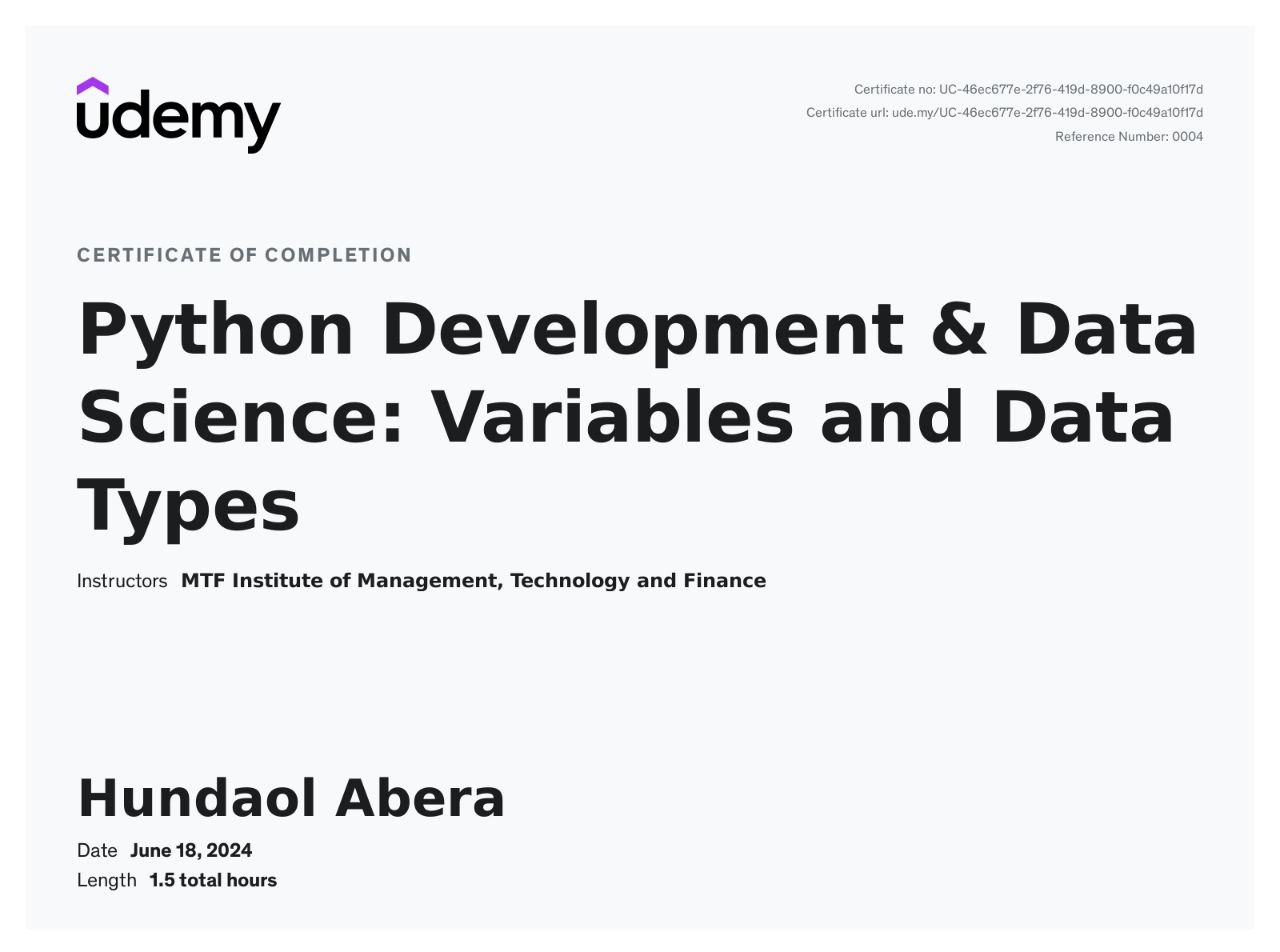 udemy
Certificate no: UC-46ec677e-2f76-419d-8900-f0c49a10f17d
Certificate url: ude.my/UC-46ec677e-2f76-419d-8900-f0c49a10f17d
Reference Number: 0004
CERTIFICATE OF COMPLETION
Python Development & Data
Science: Variables and Data
Types
Instructors MTF Institute of Management, Technology and Finance
Hundaol Abera
Date June 18, 2024
Length 1.5 total hours